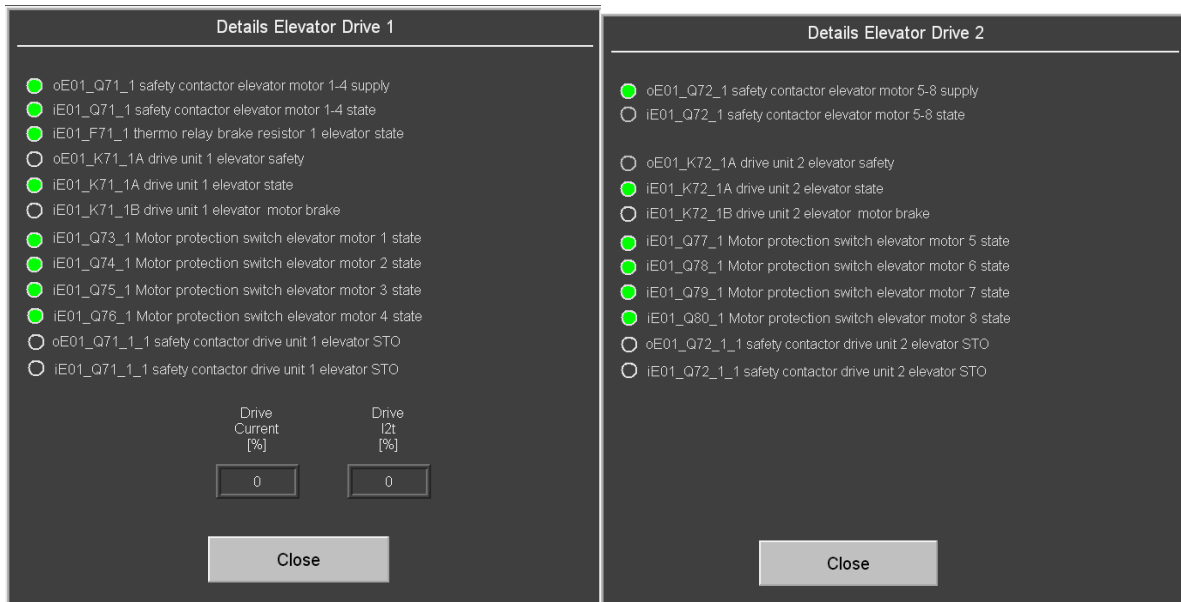 Details Elevator Drive 1
oE01_Q71_1 safety contactor elevator motor 1-4 supply
iE01_Q71_1 safety contactor elevator motor 1-4 state
iE01_F71_1 thermo relay brake resistor 1 elevator state
oE01_K71_1A drive unit 1 elevator safety
iE01_K71_1A drive unit 1 elevator state
iE01_K71_1B drive unit 1 elevator motor brake
iE01_Q73_1 Motor protection switch elevator motor 1 state
iE01_Q74_1 Motor protection switch elevator motor 2 state
iE01_Q75_1 Motor protection switch elevator motor 3 state
iE01_Q76_1 Motor protection switch elevator motor 4 state
oE01_Q71_1_1 safety contactor drive unit 1 elevator STO
iE01_Q71_1_1 safety contactor drive unit 1 elevator STO
Drive
Current
[%]
0
Drive
I2t
[%]
0
Close
Details Elevator Drive 2
oE01_Q72_1 safety contactor elevator motor 5-8 supply
iE01_Q72_1 safety contactor elevator motor 5-8 state
oE01_K72_1A drive unit 2 elevator safety
iE01_K72_1A drive unit 2 elevator state
iE01_K72_1B drive unit 2 elevator motor brake
iE01_Q77_1 Motor protection switch elevator motor 5 state
iE01_Q78_1 Motor protection switch elevator motor 6 state
iE01_Q79_1 Motor protection switch elevator motor 7 state
iE01_Q80_1 Motor protection switch elevator motor 8 state
oE01_Q72_1_1 safety contactor drive unit 2 elevator STO
iE01_Q72_1_1 safety contactor drive unit 2 elevator STO
Close